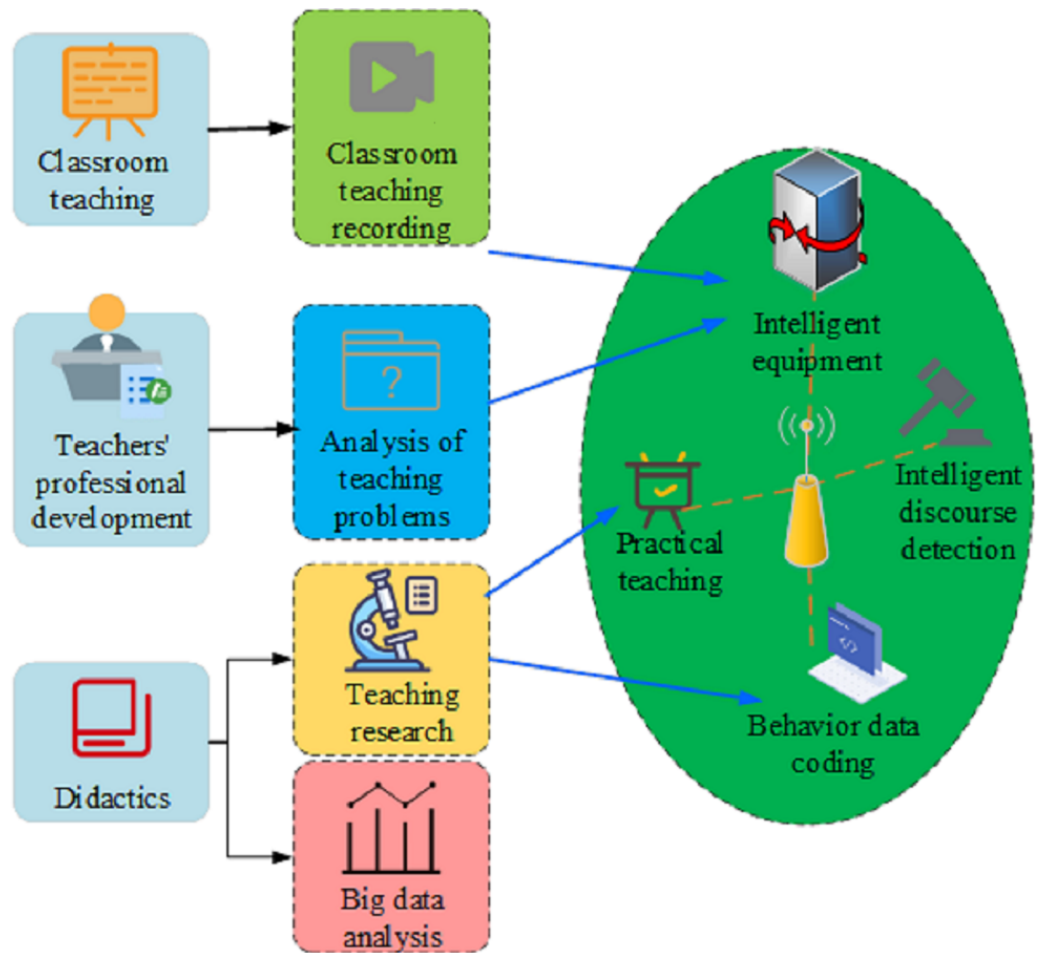 Classroom
teaching
Classroom
teaching
recording
Teachers'
professional
development
?
Analysis of
teaching
problems
Didactics
Teaching
research
Big data
analysis
Intelligent
equipment
Intelligent
discourse
detection
Practical
teaching
</>
Behavior data
coding